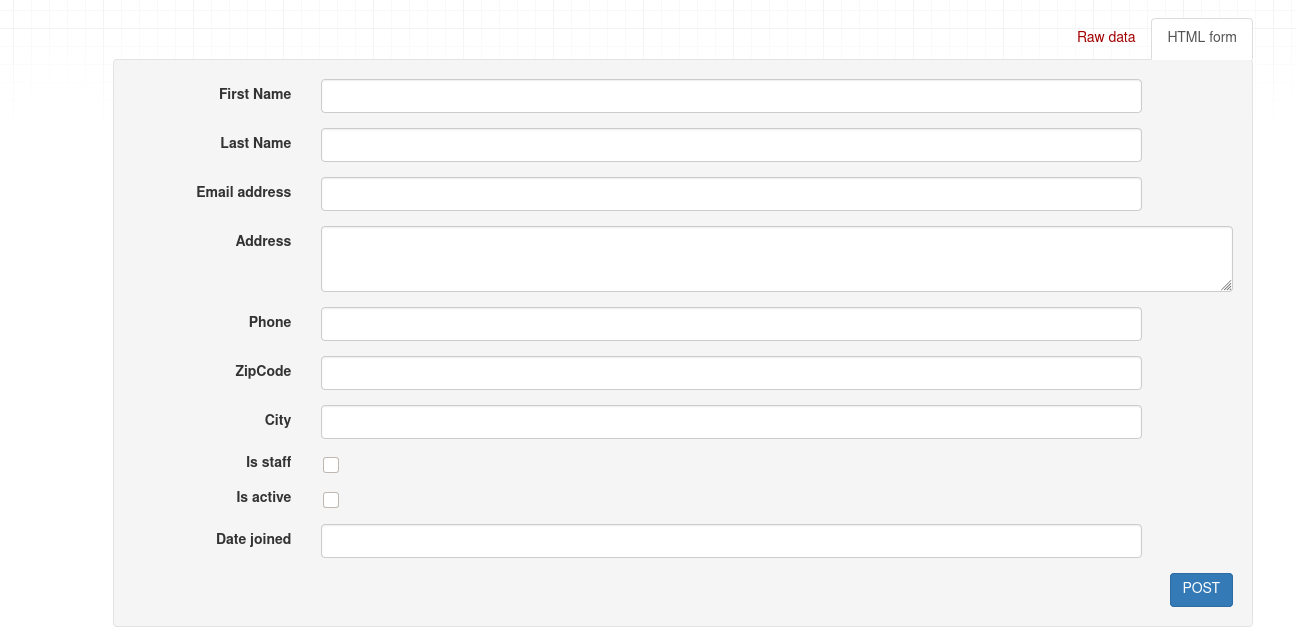 Raw data HTML form
First Name
Last Name
Email address
Address
Phone
ZipCode
City
Is staff
Is active
Date joined
POST